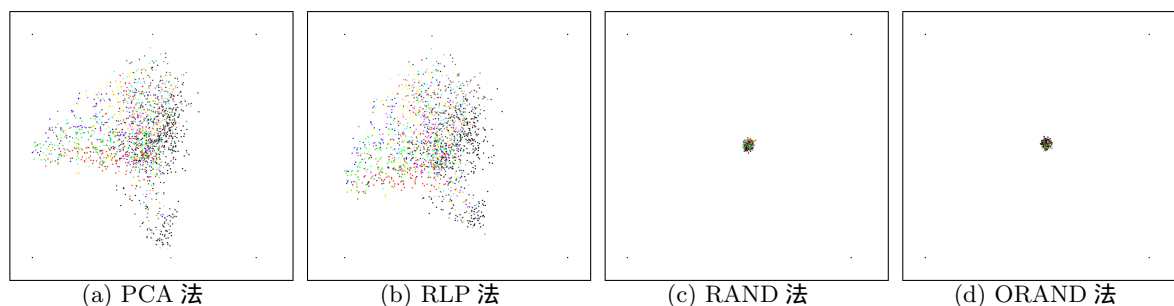 (a) PCA 法
(b) RLP 法
(c) RAND 法
(d) ORAND 法